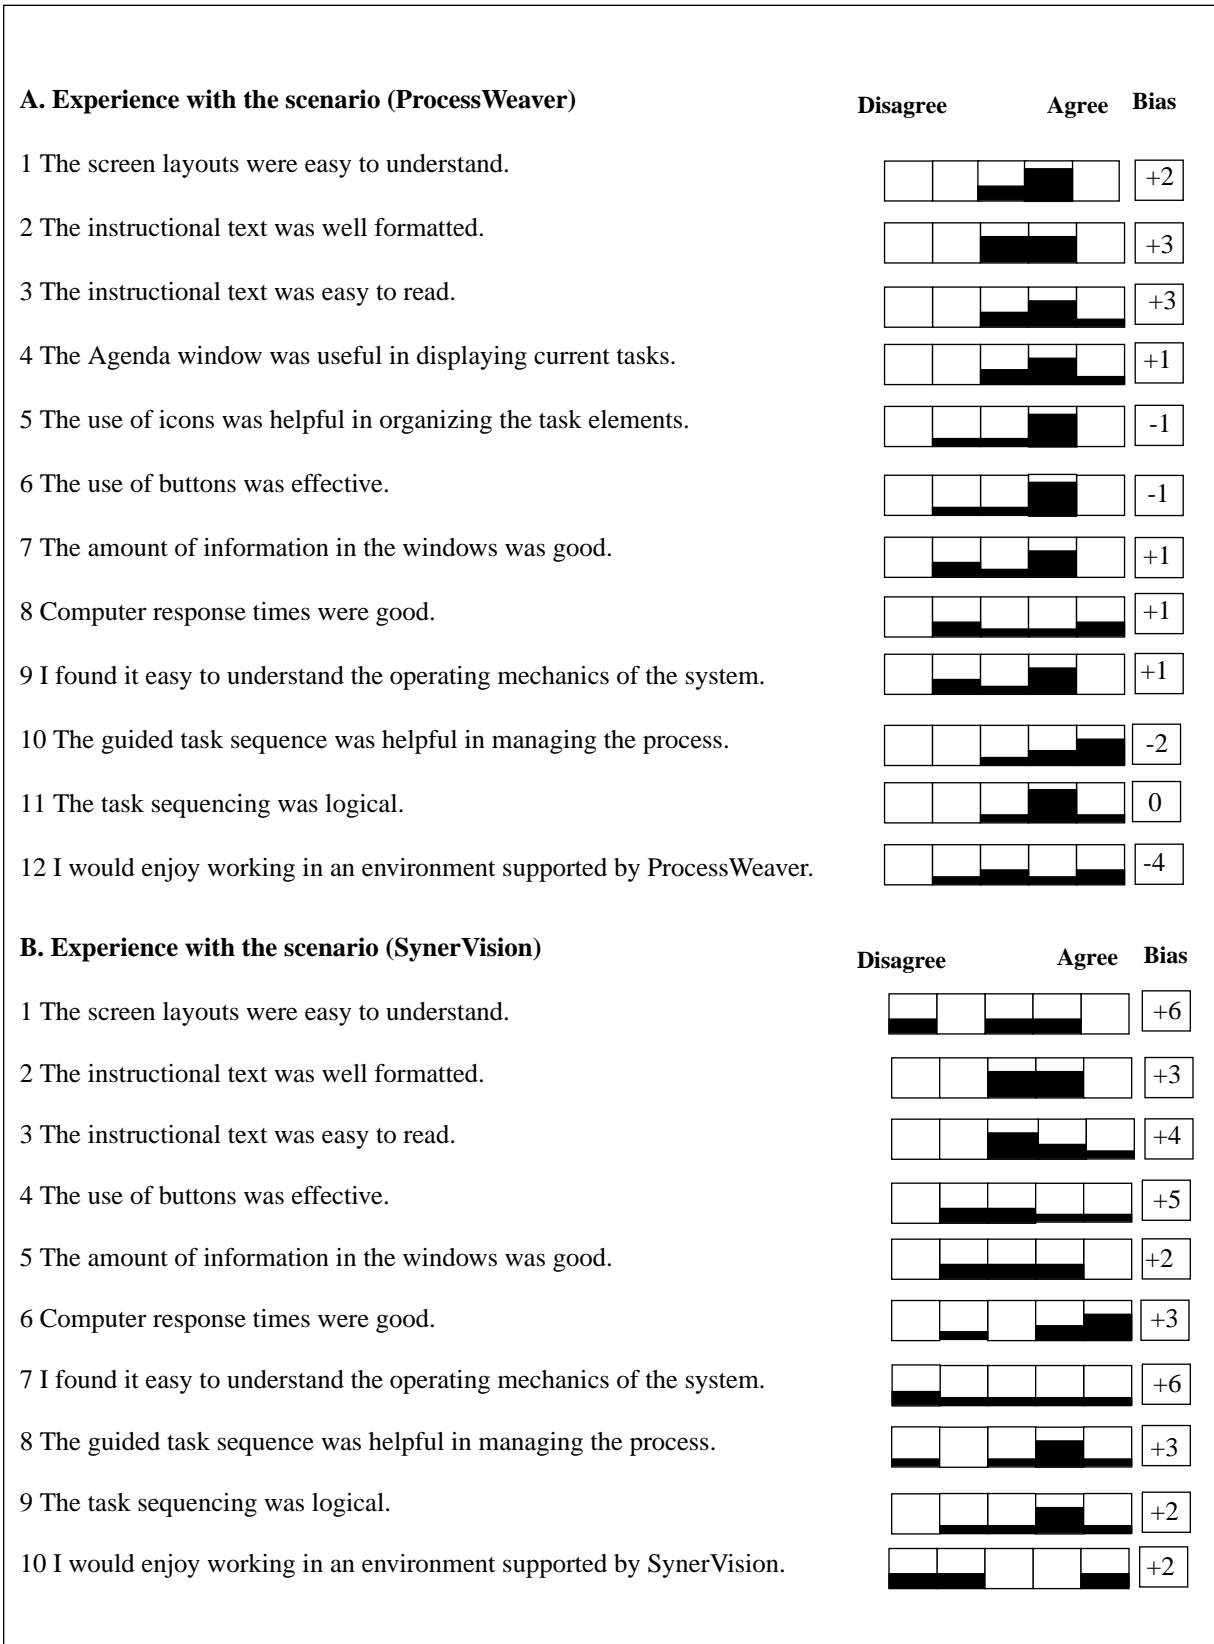 A. Experience with the scenario (ProcessWeaver) Disagree Agree Bias
1 The screen layouts were easy to understand. +2
2 The instructional text was well formatted. +3
3 The instructional text was easy to read. +3
4 The Agenda window was useful in displaying current tasks. +1
5 The use of icons was helpful in organizing the task elements. -1
6 The use of buttons was effective. -1
7 The amount of information in the windows was good. +1
8 Computer response times were good. +1
9 I found it easy to understand the operating mechanics of the system. +1
10 The guided task sequence was helpful in managing the process. -2
11 The task sequencing was logical. 0
12 I would enjoy working in an environment supported by ProcessWeaver. -4
B. Experience with the scenario (SynerVision) Disagree Agree Bias
1 The screen layouts were easy to understand. +6
2 The instructional text was well formatted. +3
3 The instructional text was easy to read. +4
4 The use of buttons was effective. +5
5 The amount of information in the windows was good. +2
6 Computer response times were good. +3
7 I found it easy to understand the operating mechanics of the system. +6
8 The guided task sequence was helpful in managing the process. +3
9 The task sequencing was logical. +2
10 I would enjoy working in an environment supported by SynerVision. +2